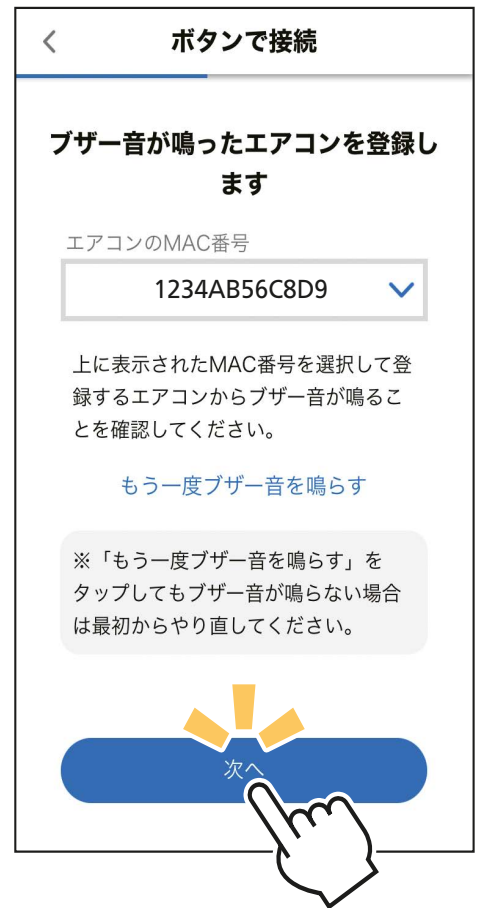 ボタンで接続
ブザー音が鳴ったエアコンを登録し
ます
エアコンのMAC番号
1234AB56C8D9
上に表示されたMAC番号を選択して登
録するエアコンからブザー音が鳴るこ
とを確認してください。
もう一度ブザー音を鳴らす
※「もう一度ブザー音を鳴らす」を
タップしてもブザー音が鳴らない場合
は最初からやり直してください。
次へ